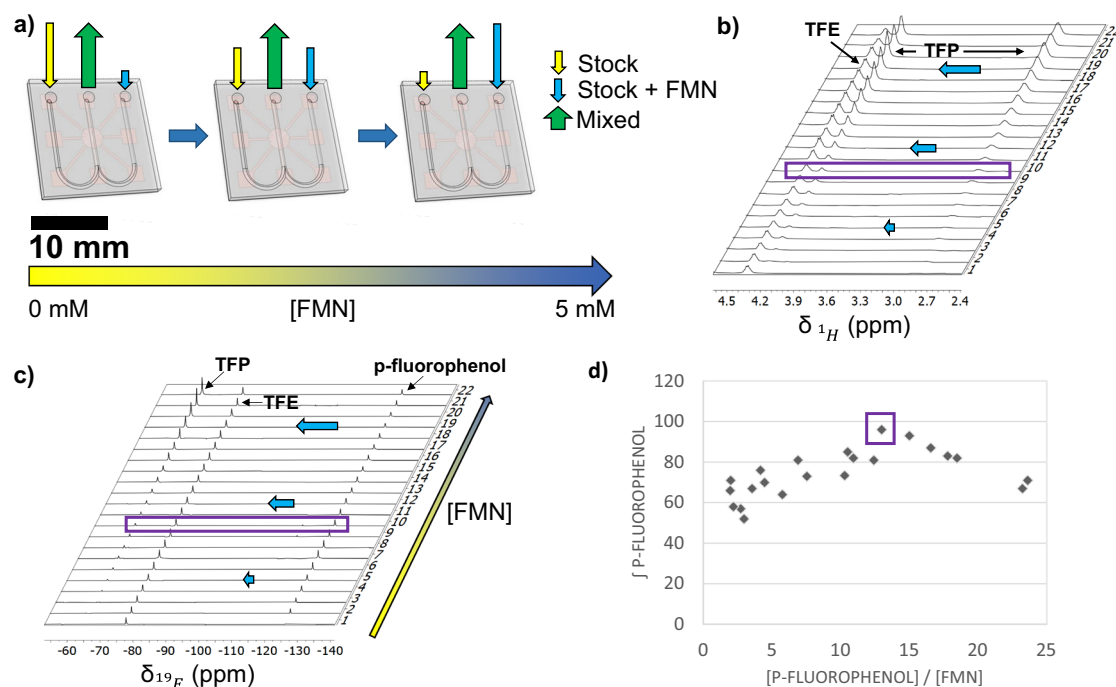 a)
Stock
Stock + FMN
Mixed
10 mm
0 mM
[FMN]
5 mM
b)
TFE
TFP
22
21
20
19
18
17
16
15
14
13
12
11
10
9
8
7
6
5
4
3
2
1
4.5 4.2 3.9 3.6 3.3 3.0 2.7 2.4
δ 1H (ppm)
c)
TFP
p-fluorophenol
TFE
22
21
20
19
18
17
16
15
14
13
12
11
10
9
8
7
6
5
4
3
2
1
[FMN]
-60 -70 -80 -90 -100 -110 -120 -130 -140
δ19F (ppm)
d)
120
100
80
60
40
20
0
∫ P-FLUOROPHENOL
0 5 10 15 20 25
[P-FLUOROPHENOL] / [FMN]